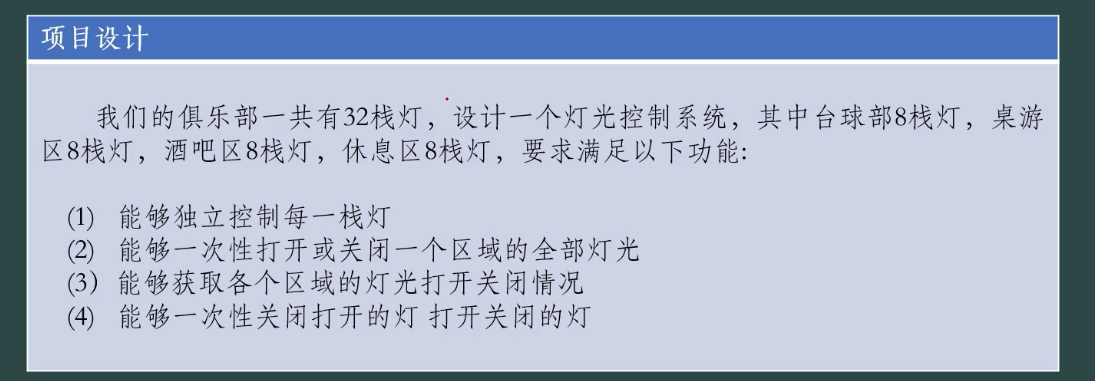 项目设计
我们的俱乐部一共有32栈灯，设计一个灯光控制系统，其中台球部8栈灯，桌游
区8栈灯，酒吧区8栈灯，休息区8栈灯，要求满足以下功能:
(1) 能够独立控制每一栈灯
(2) 能够一次性打开或关闭一个区域的全部灯光
(3) 能够获取各个区域的灯光打开关闭情况
(4) 能够一次性关闭打开的灯 打开关闭的灯